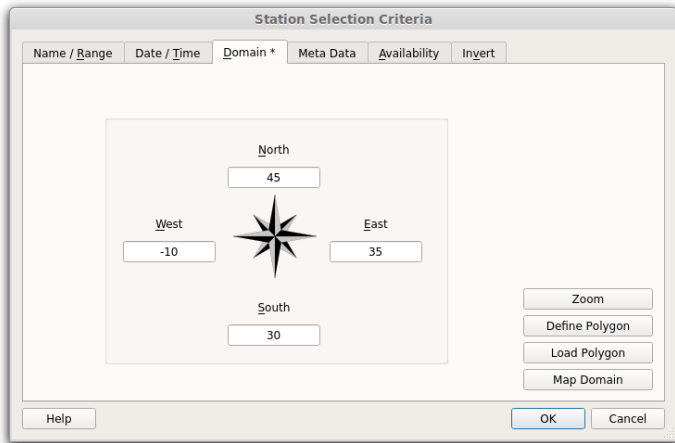 Station Selection Criteria
Name / Range Date / Time Domain * Meta Data Availability Invert
North
45
West East
-10 35
South
30
Zoom
Define Polygon
Load Polygon
Map Domain
Help OK Cancel